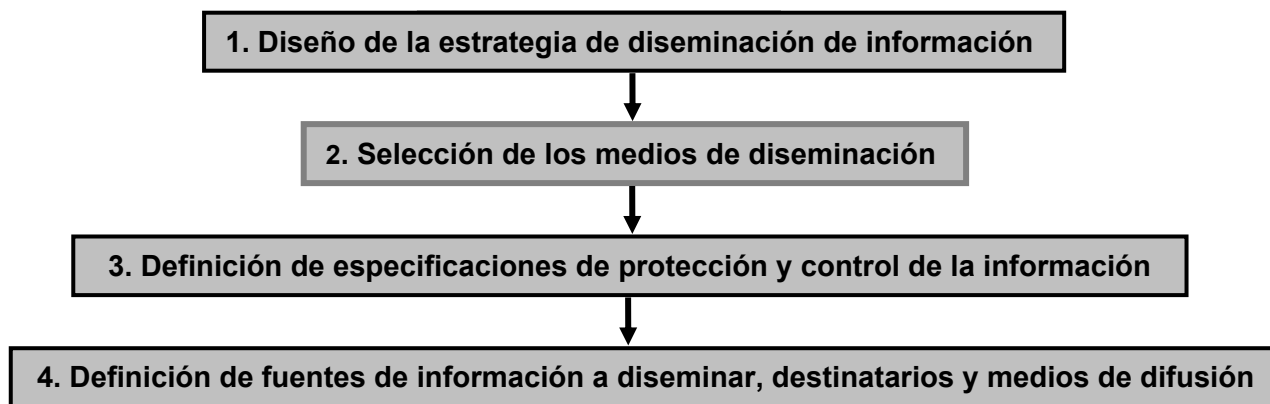 1. Diseño de la estrategia de diseminación de información
2. Selección de los medios de diseminación
3. Definición de especificaciones de protección y control de la información
4. Definición de fuentes de información a diseminar, destinatarios y medios de difusión